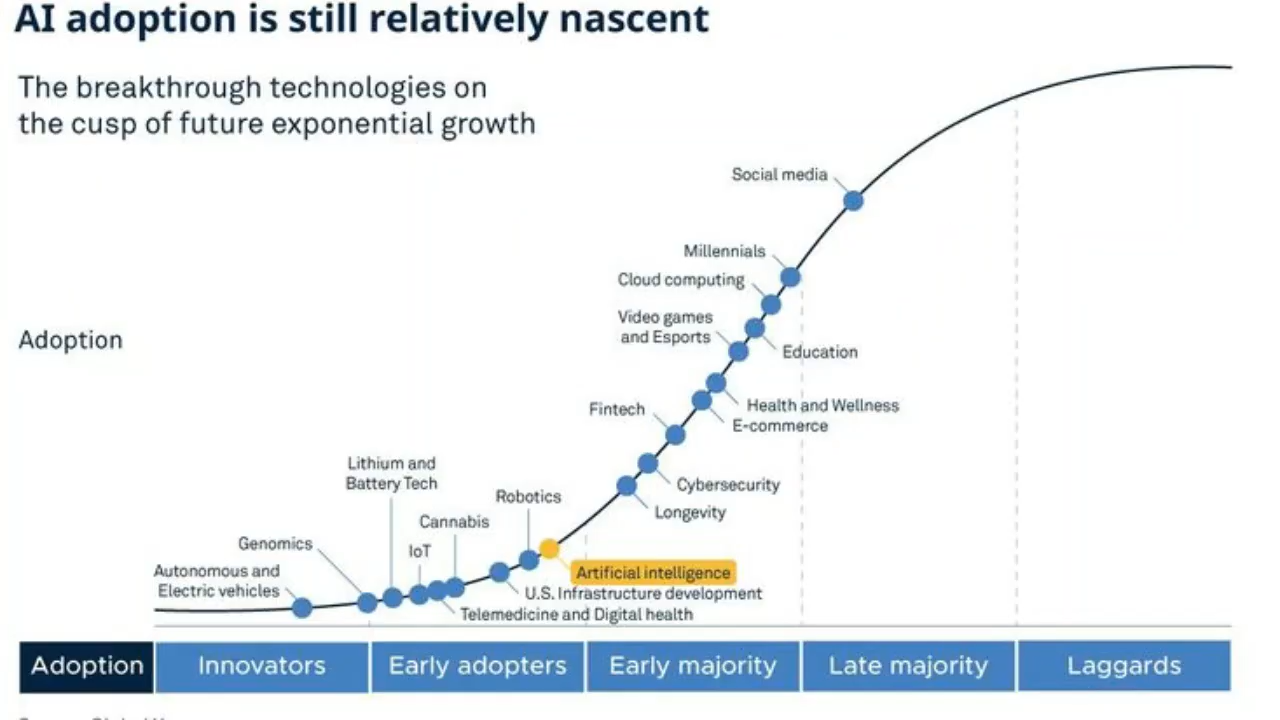 AI adoption is still relatively nascent
The breakthrough technologies on
the cusp of future exponential growth
Social media
Millennials
Cloud computing
Video games
and Esports
Education
Adoption
Health and Wellness
Fintech
E-commerce
Lithium and
Battery Tech
Cybersecurity
Robotics
Longevity
Cannabis
Genomics
IoT
Autonomous and
Electric vehicles
Artificial intelligence
U.S. Infrastructure development
Telemedicine and Digital health
Adoption
Innovators
Early adopters
Early majority
Late majority
Laggards